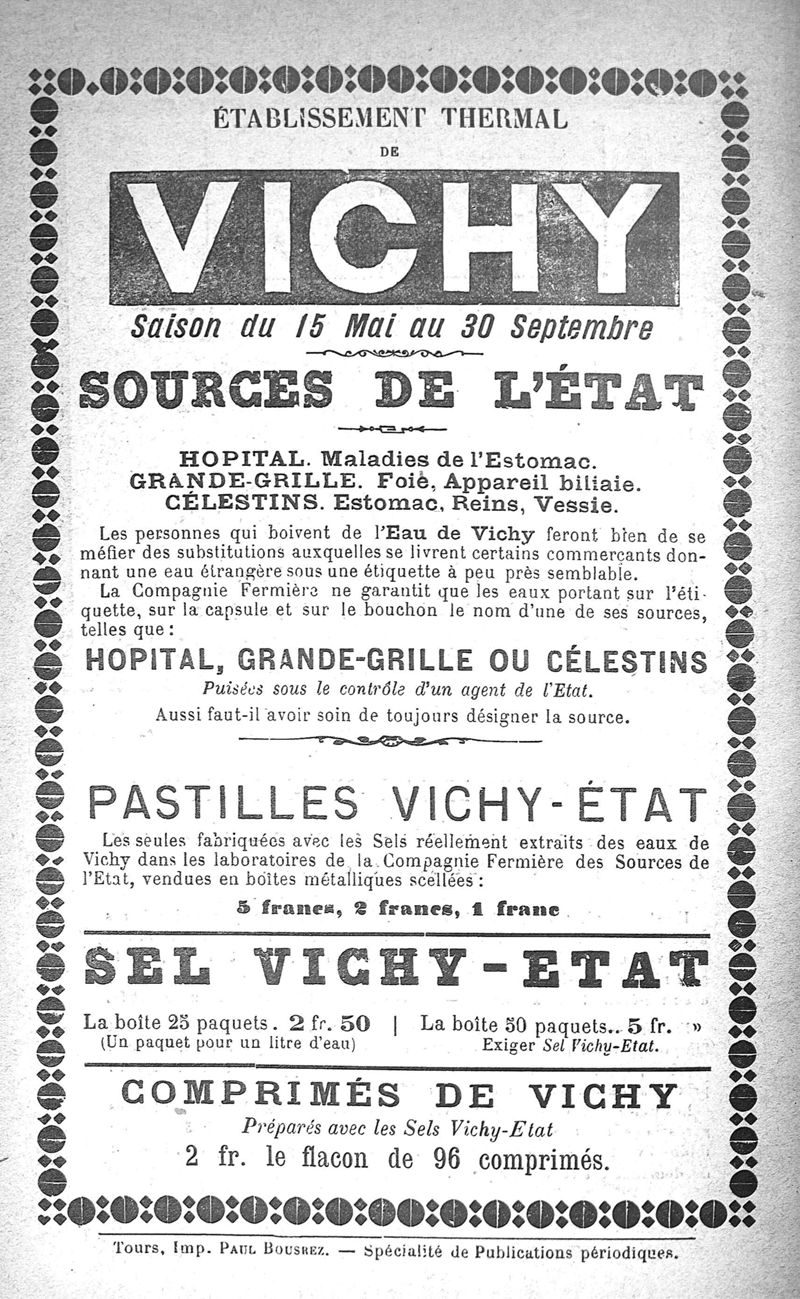 ÉTABLISSEMENT THERMAL
DE
VICHY
Saison du 15 Mai au 30 Septembre
SOURCES DE L'ÉTAT
HOPITAL. Maladies de l'Estomac.
GRANDE-GRILLE. Foie, Appareil biliaie.
CÉLESTINS. Estomac, Reins, Vessie.
Les personnes qui boivent de l'Eau de Vichy feront bien de se
méfier des substitutions auxquelles se livrent certains commerçants don-
nant une eau étrangère sous une étiquette à peu près semblable.
La Compagnie Fermière ne garantit que les eaux portant sur l'éti-
quette, sur la capsule et sur le bouchon le nom d'une de ses sources,
telles que :
HOPITAL, GRANDE-GRILLE OU CÉLESTINS
Puisées sous le contrôle d'un agent de l'Etat.
Aussi faut-il avoir soin de toujours désigner la source.
PASTILLES VICHY-ÉTAT
Les seules fabriquées avec les Sels réellement extraits des eaux de
Vichy dans les laboratoires de la Compagnie Fermière des Sources de
l'Etat, vendues en boîtes métalliques scellées :
5 francs, 2 francs, 1 franc
SEL VICHY-ETAT
La boîte 25 paquets. 2 fr. 50 | La boîte 50 paquets.. 5 fr. »
(Un paquet pour un litre d'eau) Exiger Sel Vichy-Etat.
COMPRIMÉS DE VICHY
Préparés avec les Sels Vichy-Etat
2 fr. le flacon de 96 comprimés.
Tours, Imp. PAUL BOUSREZ. — Spécialité de Publications périodiques.